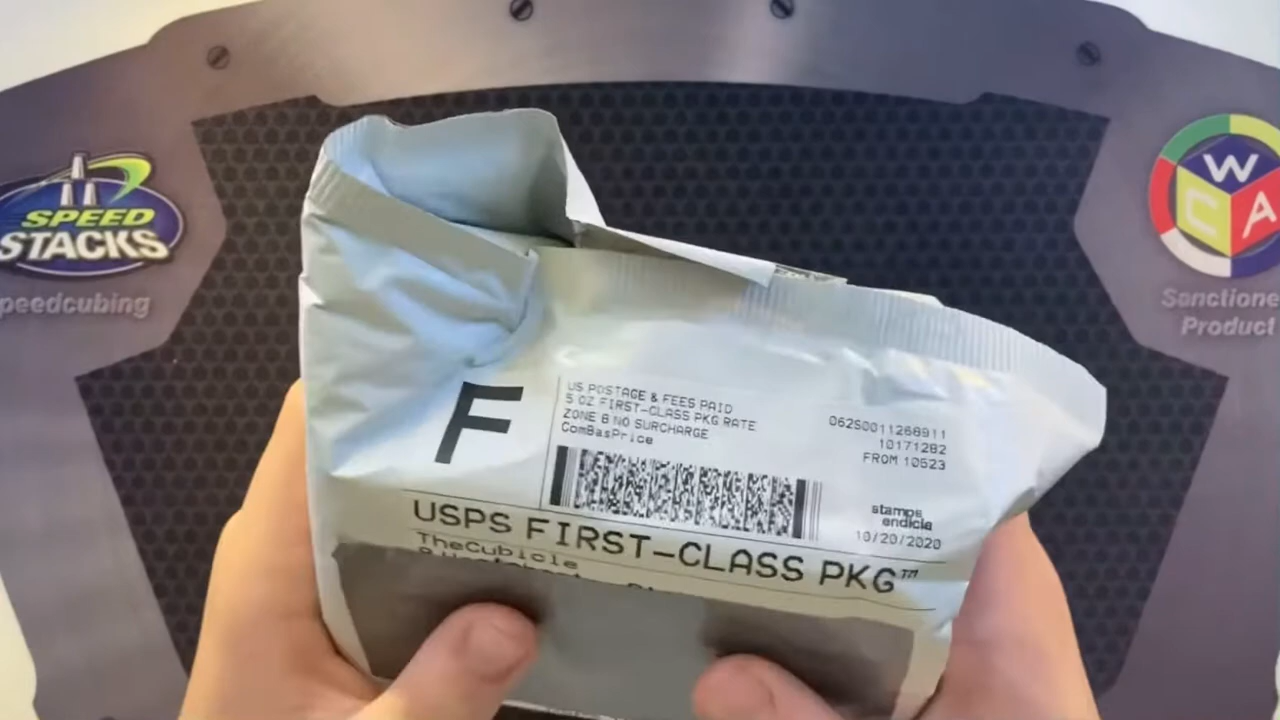 SPEED
STACKS
peedcubing
W
C A
Sanctione
Product
F
US POSTAGE & FEES PAID
5 OZ FIRST-CLASS PKG RATE
ZONE 8 NO SURCHARGE
ComBasPrice
062S0011268911
10171282
FROM 10523
stamps
endicia
10/20/2020
USPS FIRST-CLASS PKG™
TheCubicle